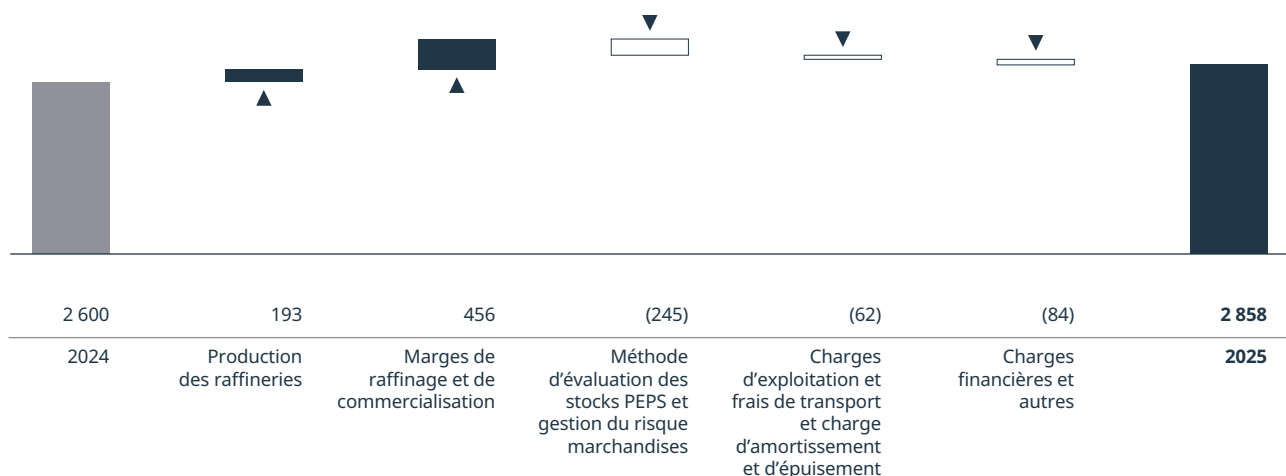 2 600 193 456 (245) (62) (84) 2 858
2024
Production
des raffineries
Marges de
raffinage et de
commercialisation
Méthode
d’évaluation des
stocks PEPS et
gestion du risque
marchandises
Charges
d’exploitation et
frais de transport
et charge
d’amortissement
et d’épuisement
Charges
financières et
autres
2025